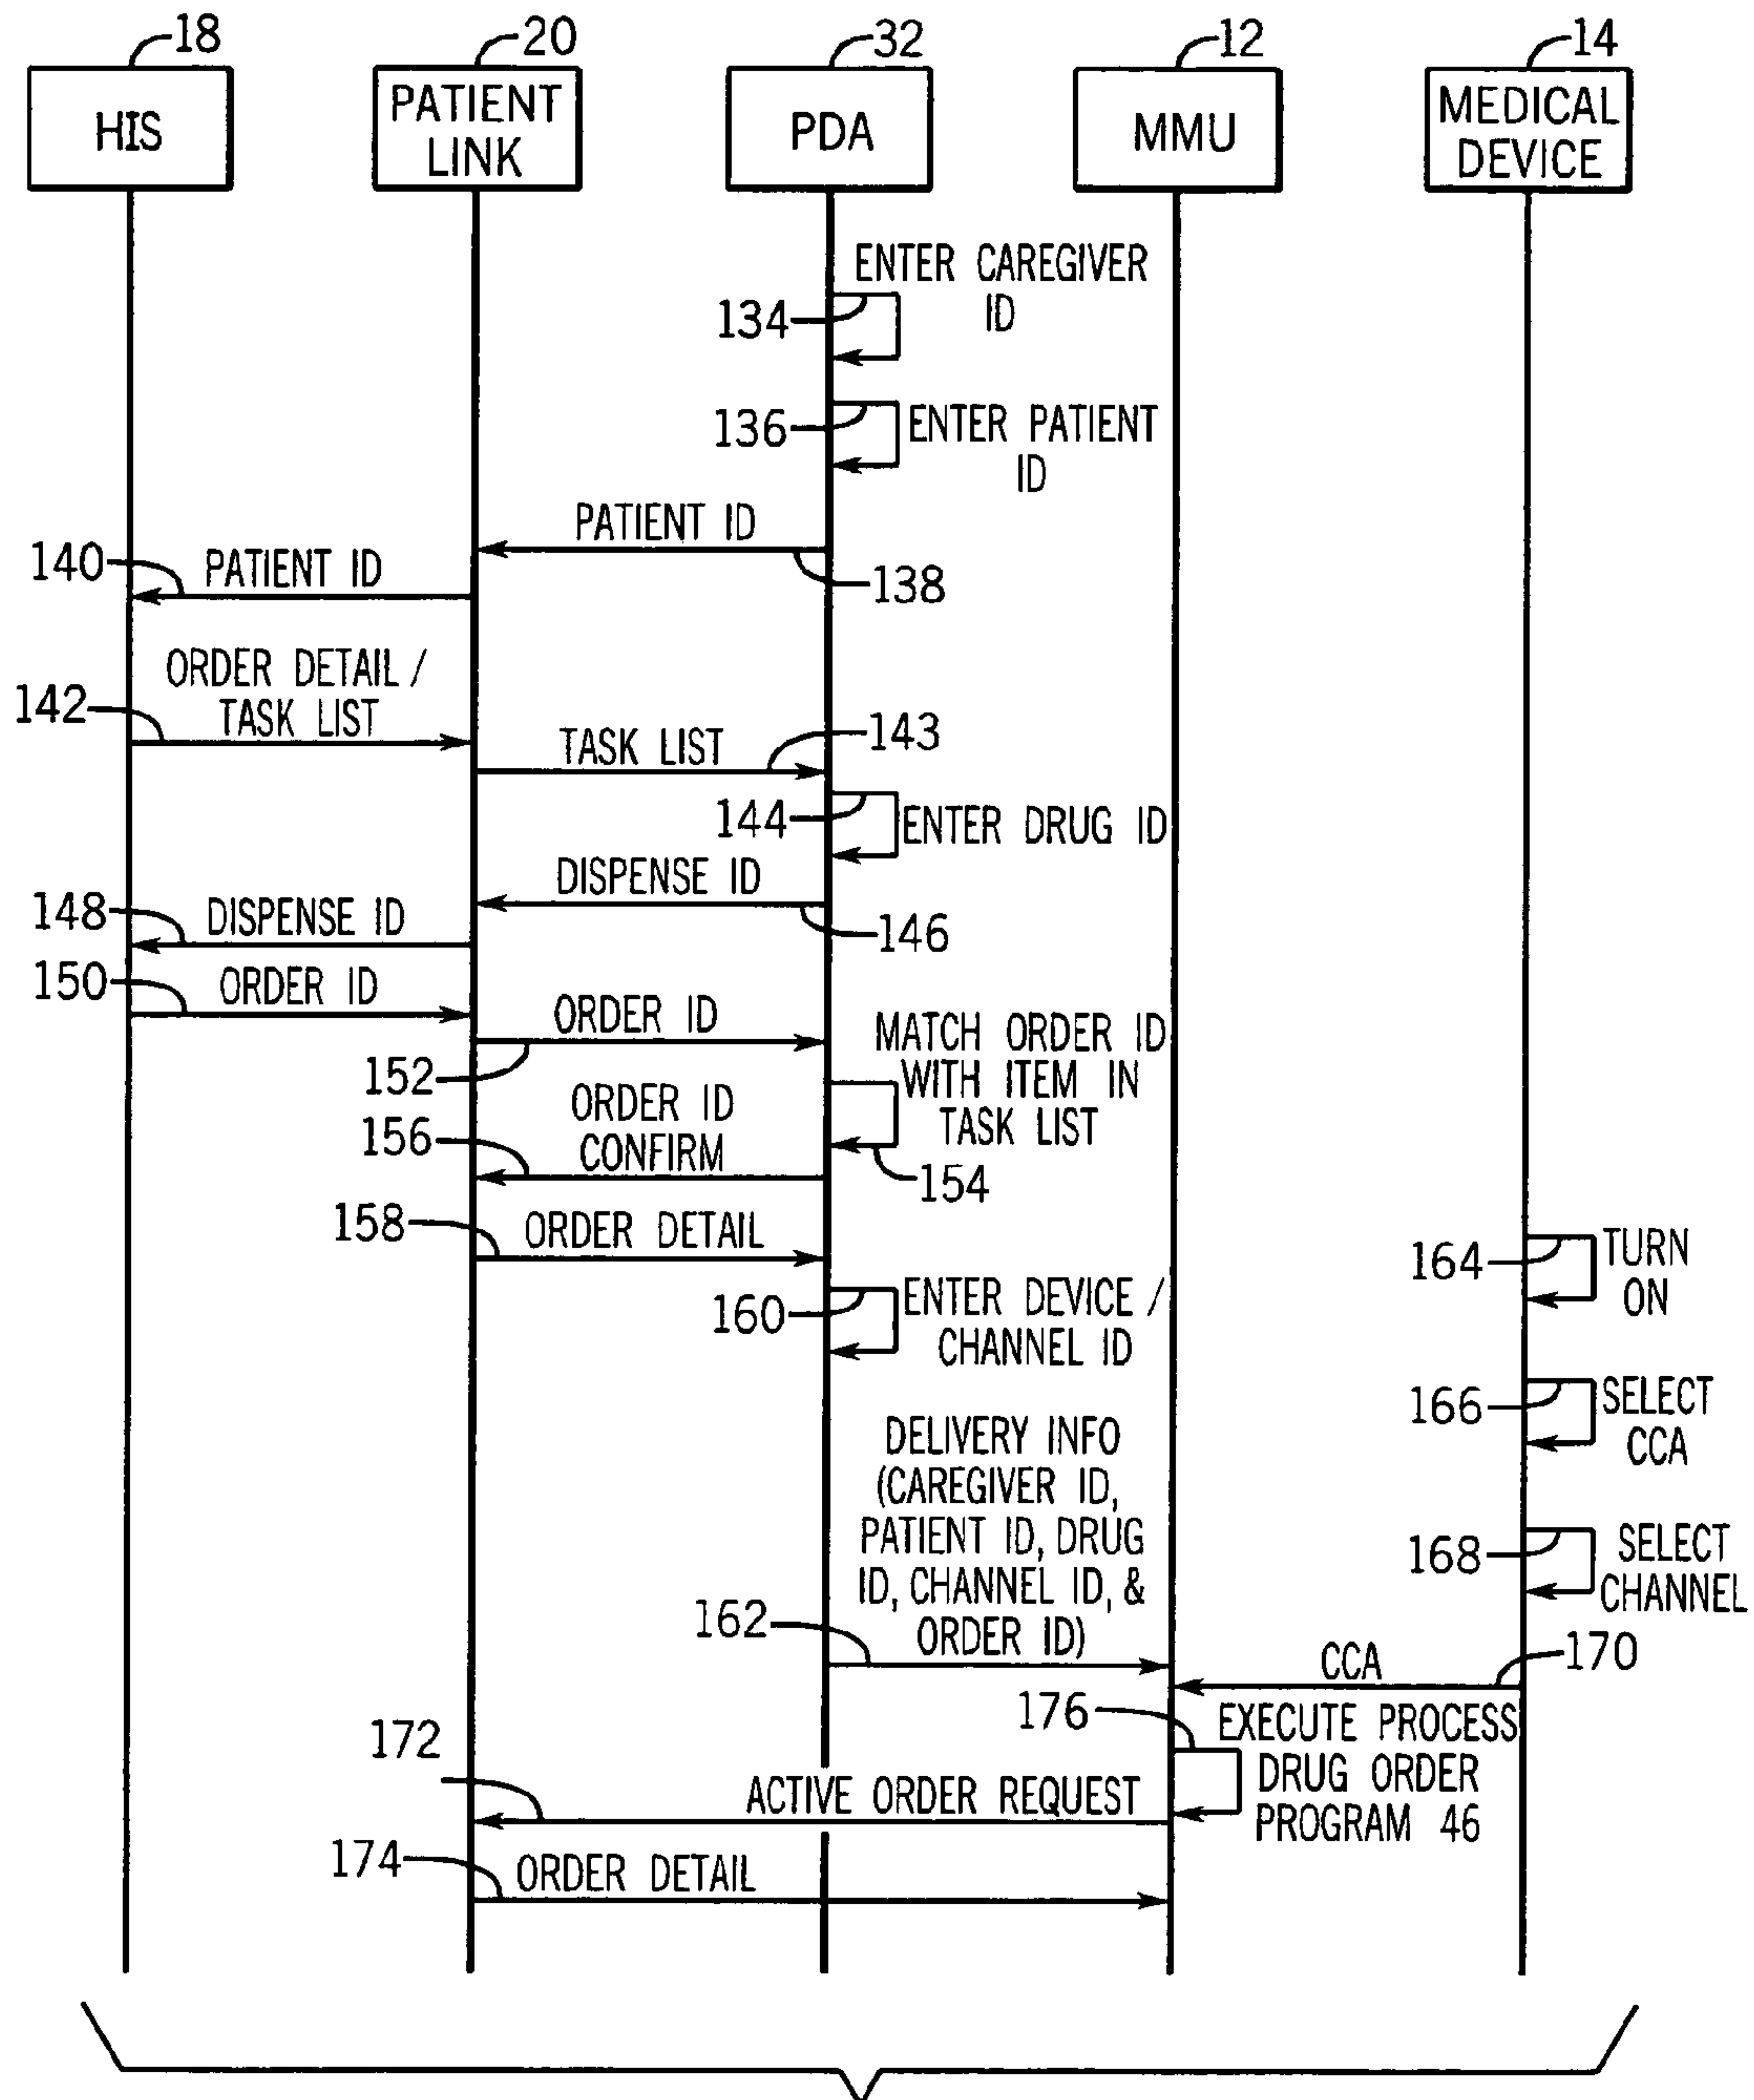 18
20
32
12
14
HIS
PATIENT
LINK
PDA
MMU
MEDICAL
DEVICE
ENTER CAREGIVER
ID
134
136
ENTER PATIENT
ID
PATIENT ID
138
140
PATIENT ID
ORDER DETAIL /
TASK LIST
142
TASK LIST
143
144
ENTER DRUG ID
DISPENSE ID
146
148
DISPENSE ID
150
ORDER ID
ORDER ID
152
MATCH ORDER ID
WITH ITEM IN
TASK LIST
154
ORDER ID
CONFIRM
156
158
ORDER DETAIL
160
ENTER DEVICE /
CHANNEL ID
164
TURN
ON
166
SELECT
CCA
168
SELECT
CHANNEL
DELIVERY INFO
(CAREGIVER ID,
PATIENT ID, DRUG
ID, CHANNEL ID, &
ORDER ID)
162
CCA
170
176
EXECUTE PROCESS
DRUG ORDER
PROGRAM 46
172
ACTIVE ORDER REQUEST
174
ORDER DETAIL